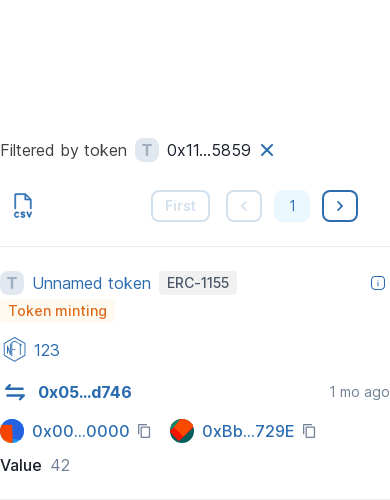 Filtered by token T 0x11...5859
CSV
First 1
T Unnamed token ERC-1155
Token minting
NFT 123
0x05...d746 1 mo ago
0x00...0000 0xBb...729E
Value 42